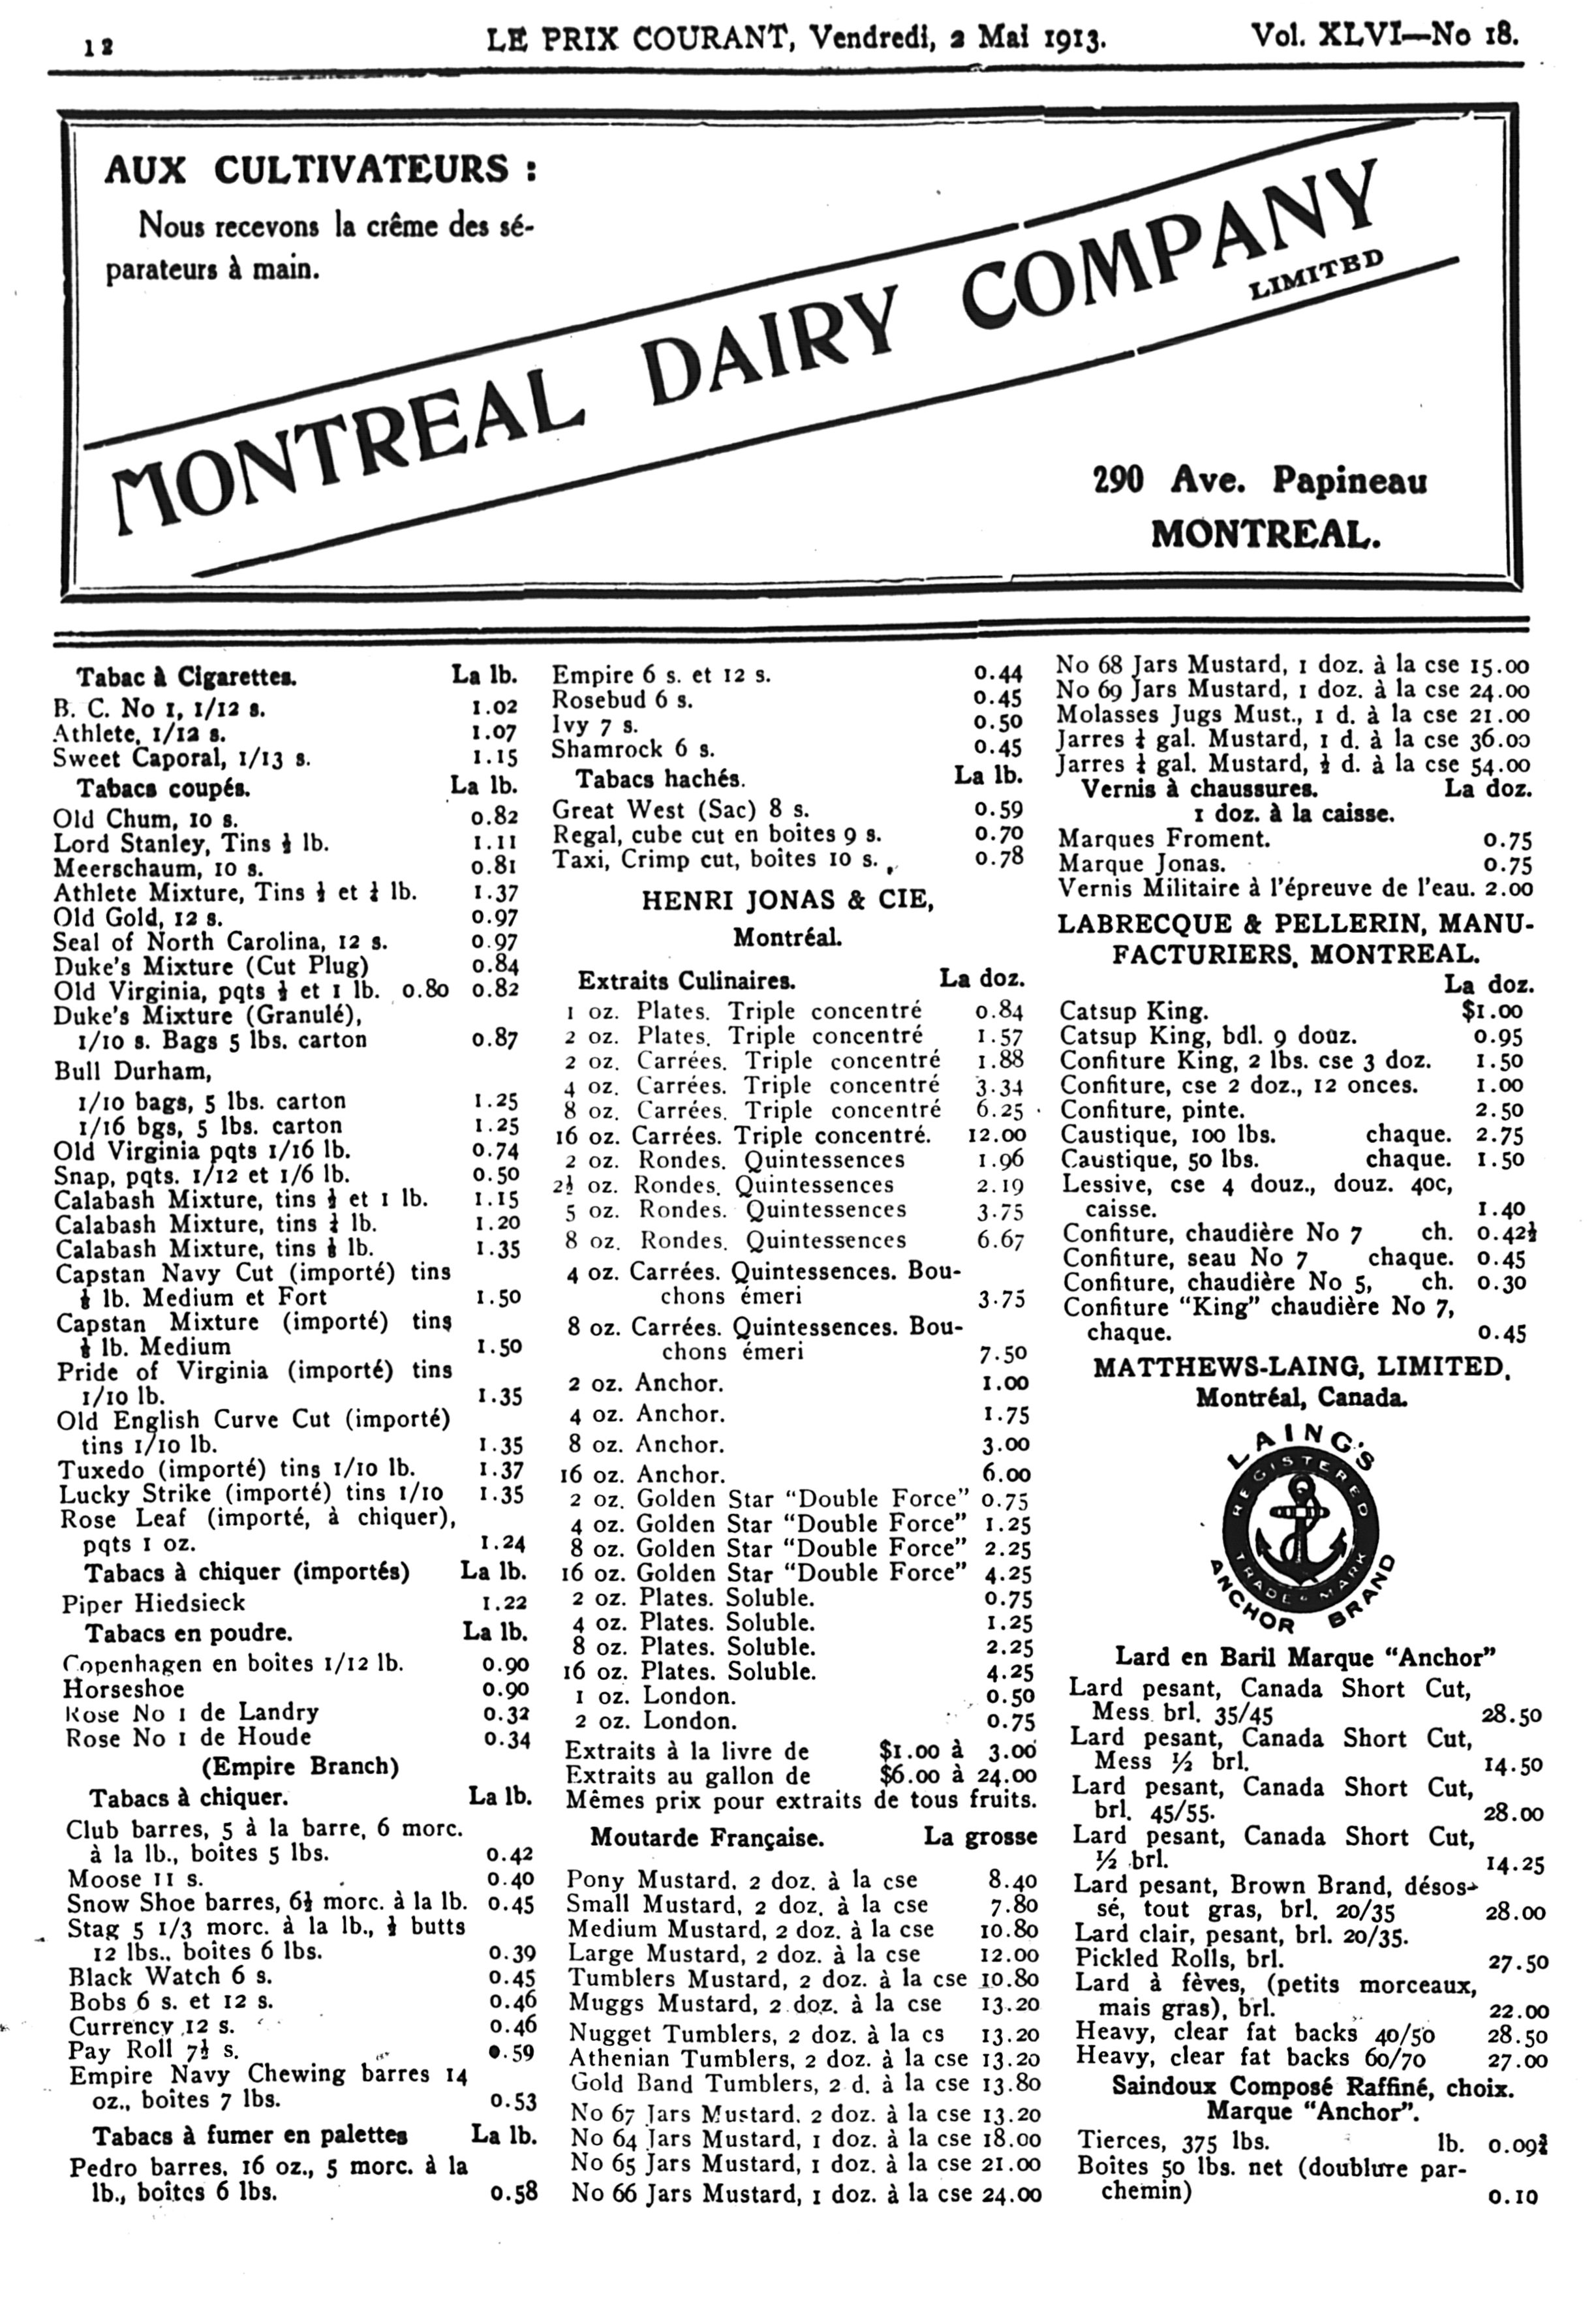 12
LE PRIX COURANT, Vendredi, 2 Mai 1913.
Vol. XLVI—No 18.
AUX CULTIVATEURS :
Nous recevons la crême des sé-
parateurs à main.
MONTREAL DAIRY COMPANY
LIMITED
290 Ave. Papineau
MONTREAL.
Tabac à Cigarettes. La lb.
B. C. No 1, 1/12 s. 1.02
Athlete, 1/12 s. 1.07
Sweet Caporal, 1/13 s. 1.15
Tabacs coupés. La lb.
Old Chum, 10 s. 0.82
Lord Stanley, Tins ½ lb. 1.11
Meerschaum, 10 s. 0.81
Athlete Mixture, Tins ½ et ¼ lb. 1.37
Old Gold, 12 s. 0.97
Seal of North Carolina, 12 s. 0.97
Duke's Mixture (Cut Plug) 0.84
Old Virginia, pqts ½ et 1 lb. 0.80 0.82
Duke's Mixture (Granulé),
1/10 s. Bags 5 lbs. carton 0.87
Bull Durham,
1/10 bags, 5 lbs. carton 1.25
1/16 bgs, 5 lbs. carton 1.25
Old Virginia pqts 1/16 lb. 0.74
Snap, pqts. 1/12 et 1/6 lb. 0.50
Calabash Mixture, tins ½ et 1 lb. 1.15
Calabash Mixture, tins ¼ lb. 1.20
Calabash Mixture, tins ⅛ lb. 1.35
Capstan Navy Cut (importé) tins
lb. Medium et Fort 1.50
Capstan Mixture (importé) tins
lb. Medium 1.50
Pride of Virginia (importé) tins
1/10 lb. 1.35
Old English Curve Cut (importé)
tins 1/10 lb. 1.35
Tuxedo (importé) tins 1/10 lb. 1.37
Lucky Strike (importé) tins 1/10 1.35
Rose Leaf (importé, à chiquer),
pqts 1 oz. 1.24
Tabacs à chiquer (importés) La lb.
Piper Hiedsieck 1.22
Tabacs en poudre. La lb.
Copenhagen en boites 1/12 lb. 0.90
Horseshoe 0.90
Rose No 1 de Landry 0.32
Rose No 1 de Houde 0.34
(Empire Branch)
Tabacs à chiquer. La lb.
Club barres, 5 à la barre, 6 morc.
à la lb., boites 5 lbs. 0.42
Moose 11 s. 0.40
Snow Shoe barres, 6½ morc. à la lb. 0.45
Stag 5 1/3 morc. à la lb., ½ butts
12 lbs., boites 6 lbs. 0.39
Black Watch 6 s. 0.45
Bobs 6 s. et 12 s. 0.46
Currency 12 s. 0.46
Pay Roll 7½ s. 0.59
Empire Navy Chewing barres 14
oz., boites 7 lbs. 0.53
Tabacs à fumer en palettes La lb.
Pedro barres, 16 oz., 5 morc. à la
lb., boites 6 lbs. 0.58
Empire 6 s. et 12 s. 0.44
Rosebud 6 s. 0.45
Ivy 7 s. 0.50
Shamrock 6 s. 0.45
Tabacs hachés. La lb.
Great West (Sac) 8 s. 0.59
Regal, cube cut en boites 9 s. 0.70
Taxi, Crimp cut, boites 10 s. 0.78
HENRI JONAS & CIE,
Montréal.
Extraits Culinaires. La doz.
1 oz. Plates. Triple concentré 0.84
2 oz. Plates. Triple concentré 1.57
2 oz. Carrées. Triple concentré 1.88
4 oz. Carrées. Triple concentré 3.34
8 oz. Carrées. Triple concentré 6.25
16 oz. Carrées. Triple concentré. 12.00
2 oz. Rondes. Quintessences 1.96
2½ oz. Rondes. Quintessences 2.19
5 oz. Rondes. Quintessences 3.75
8 oz. Rondes. Quintessences 6.67
4 oz. Carrées. Quintessences. Bou-
chons émeri 3.75
8 oz. Carrées. Quintessences. Bou-
chons émeri 7.50
2 oz. Anchor. 1.00
4 oz. Anchor. 1.75
8 oz. Anchor. 3.00
16 oz. Anchor. 6.00
2 oz. Golden Star "Double Force" 0.75
4 oz. Golden Star "Double Force" 1.25
8 oz. Golden Star "Double Force" 2.25
16 oz. Golden Star "Double Force" 4.25
2 oz. Plates. Soluble. 0.75
4 oz. Plates. Soluble. 1.25
8 oz. Plates. Soluble. 2.25
16 oz. Plates. Soluble. 4.25
1 oz. London. 0.50
2 oz. London. 0.75
Extraits à la livre de $1.00 à 3.00
Extraits au gallon de $6.00 à 24.00
Mêmes prix pour extraits de tous fruits.
Moutarde Française. La grosse
Pony Mustard, 2 doz. à la cse 8.40
Small Mustard, 2 doz. à la cse 7.80
Medium Mustard, 2 doz. à la cse 10.80
Large Mustard, 2 doz. à la cse 12.00
Tumblers Mustard, 2 doz. à la cse 10.80
Muggs Mustard, 2 doz. à la cse 13.20
Nugget Tumblers, 2 doz. à la cs 13.20
Athenian Tumblers, 2 doz. à la cse 13.20
Gold Band Tumblers, 2 d. à la cse 13.80
No 67 Jars Mustard, 2 doz. à la cse 13.20
No 64 Jars Mustard, 1 doz. à la cse 18.00
No 65 Jars Mustard, 1 doz. à la cse 21.00
No 66 Jars Mustard, 1 doz. à la cse 24.00
No 68 Jars Mustard, 1 doz. à la cse 15.00
No 69 Jars Mustard, 1 doz. à la cse 24.00
Molasses Jugs Must., 1 d. à la cse 21.00
Jarres gal. Mustard, 1 d. à la cse 36.00
Jarres gal. Mustard, ½ d. à la cse 54.00
Vernis à chaussures. La doz.
1 doz. à la caisse.
Marques Froment. 0.75
Marque Jonas. 0.75
Vernis Militaire à l'épreuve de l'eau. 2.00
LABRECQUE & PELLERIN, MANU-
FACTURIERS, MONTREAL.
La doz.
Catsup King. $1.00
Catsup King, bdl. 9 douz. 0.95
Confiture King, 2 lbs. cse 3 doz. 1.50
Confiture, cse 2 doz., 12 onces. 1.00
Confiture, pinte. 2.50
Caustique, 100 lbs. chaque. 2.75
Caustique, 50 lbs. chaque. 1.50
Lessive, cse 4 douz., douz. 40c,
caisse. 1.40
Confiture, chaudière No 7 ch. 0.42½
Confiture, seau No 7 chaque. 0.45
Confiture, chaudière No 5, ch. 0.30
Confiture "King" chaudière No 7,
chaque. 0.45
MATTHEWS-LAING, LIMITED,
Montréal, Canada.
LAING'S
REGISTERED
TRADE MARK
ANCHOR BRAND
Lard en Baril Marque "Anchor"
Lard pesant, Canada Short Cut,
Mess brl. 35/45 28.50
Lard pesant, Canada Short Cut,
Mess ½ brl. 14.50
Lard pesant, Canada Short Cut,
brl. 45/55. 28.00
Lard pesant, Canada Short Cut,
½ brl. 14.25
Lard pesant, Brown Brand, désos-
sé, tout gras, brl. 20/35 28.00
Lard clair, pesant, brl. 20/35.
Pickled Rolls, brl. 27.50
Lard à fèves, (petits morceaux,
mais gras), brl. 22.00
Heavy, clear fat backs 40/50 28.50
Heavy, clear fat backs 60/70 27.00
Saindoux Composé Raffiné, choix.
Marque "Anchor".
Tierces, 375 lbs. lb. 0.09¾
Boites 50 lbs. net (doublure par-
chemin) 0.10